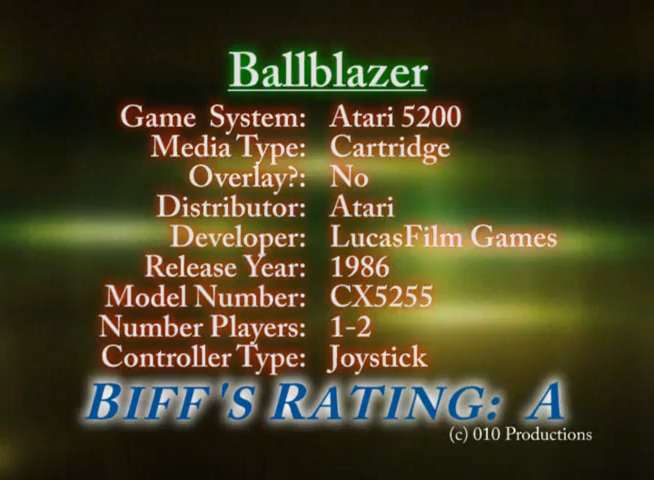 Ballblazer
Game System: Atari 5200
Media Type: Cartridge
Overlay?: No
Distributor: Atari
Developer: LucasFilm Games
Release Year: 1986
Model Number: CX5255
Number Players: 1-2
Controller Type: Joystick
BIFF'S RATING: A
(c) 010 Productions